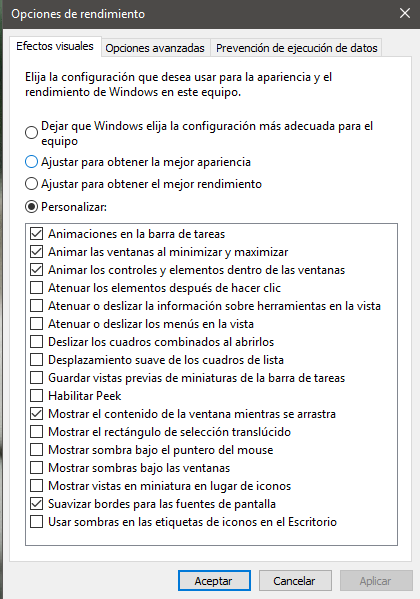 Opciones de rendimiento
Efectos visuales Opciones avanzadas Prevención de ejecución de datos
Elija la configuración que desea usar para la apariencia y el
rendimiento de Windows en este equipo.
Dejar que Windows elija la configuración más adecuada para el
equipo
Ajustar para obtener la mejor apariencia
Ajustar para obtener el mejor rendimiento
Personalizar:
Animaciones en la barra de tareas
Animar las ventanas al minimizar y maximizar
Animar los controles y elementos dentro de las ventanas
Atenuar los elementos después de hacer clic
Atenuar o deslizar la información sobre herramientas en la vista
Atenuar o deslizar los menús en la vista
Deslizar los cuadros combinados al abrirlos
Desplazamiento suave de los cuadros de lista
Guardar vistas previas de miniaturas de la barra de tareas
Habilitar Peek
Mostrar el contenido de la ventana mientras se arrastra
Mostrar el rectángulo de selección translúcido
Mostrar sombra bajo el puntero del mouse
Mostrar sombras bajo las ventanas
Mostrar vistas en miniatura en lugar de iconos
Suavizar bordes para las fuentes de pantalla
Usar sombras en las etiquetas de iconos en el Escritorio
Aceptar Cancelar Aplicar